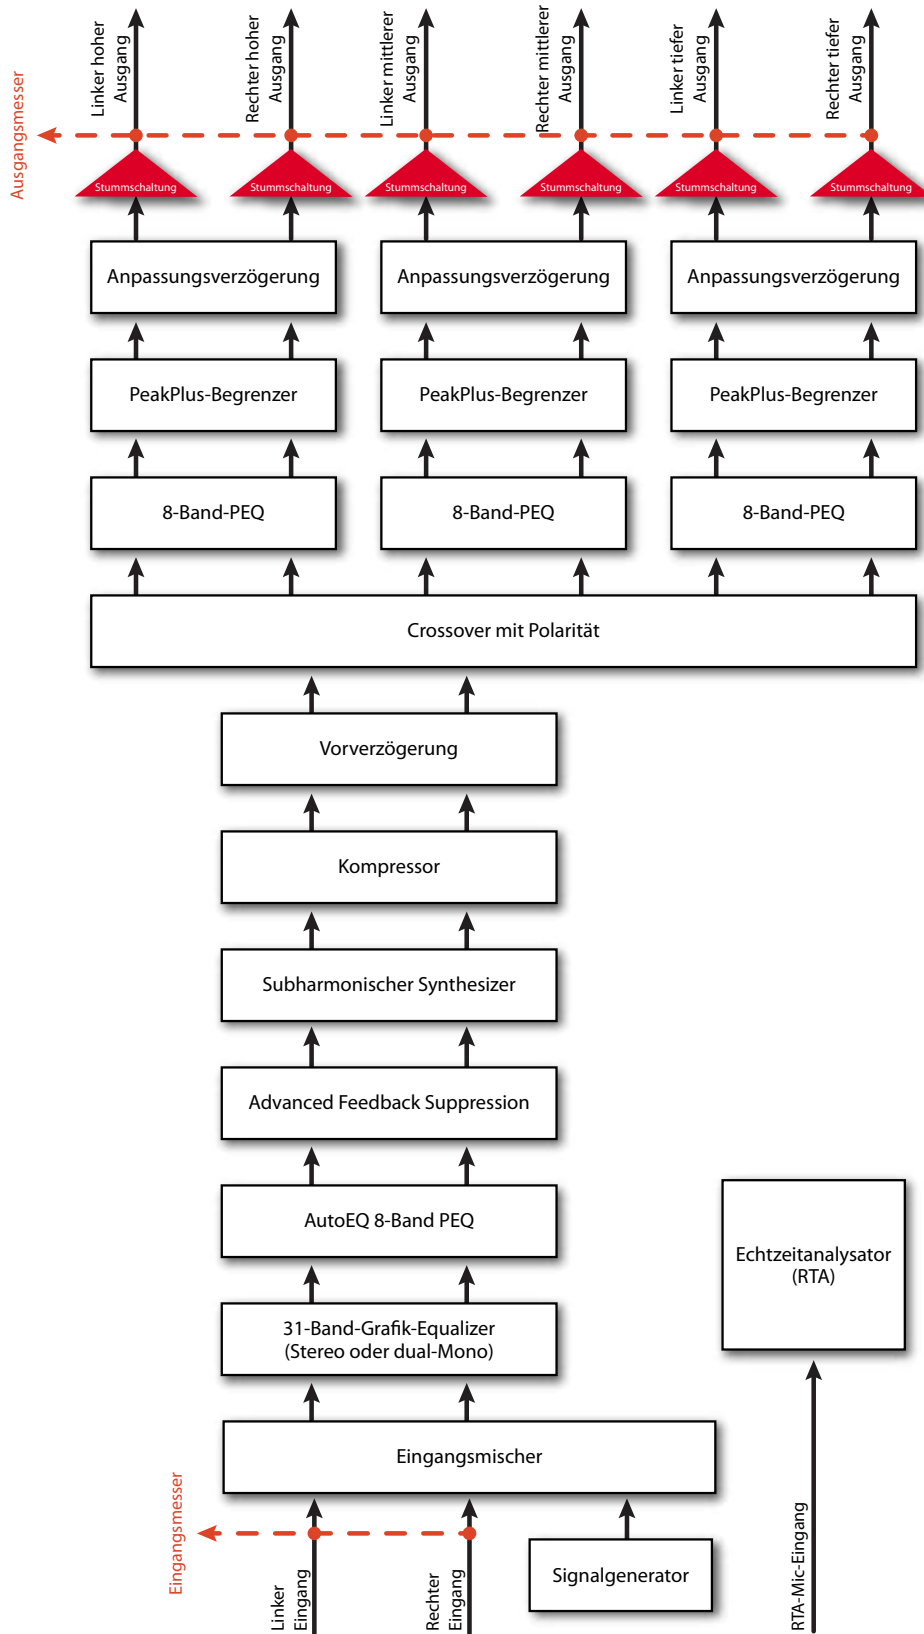 Linker hoher
Ausgang
Rechter hoher
Ausgang
Linker mittlerer
Ausgang
Rechter mittlerer
Ausgang
Linker tiefer
Ausgang
Rechter tiefer
Ausgang
Ausgangsmesser
Stummschaltung
Stummschaltung
Stummschaltung
Stummschaltung
Stummschaltung
Stummschaltung
Anpassungsverzögerung
Anpassungsverzögerung
Anpassungsverzögerung
PeakPlus-Begrenzer
PeakPlus-Begrenzer
PeakPlus-Begrenzer
8-Band-PEQ
8-Band-PEQ
8-Band-PEQ
Crossover mit Polarität
Vorverzögerung
Kompressor
Subharmonischer Synthesizer
Advanced Feedback Suppression
AutoEQ 8-Band PEQ
Echtzeitanalysator
(RTA)
31-Band-Grafik-Equalizer
(Stereo oder dual-Mono)
Eingangsmischer
Eingangsmesser
Linker
Eingang
Rechter
Eingang
Signalgenerator
RTA-Mic-Eingang